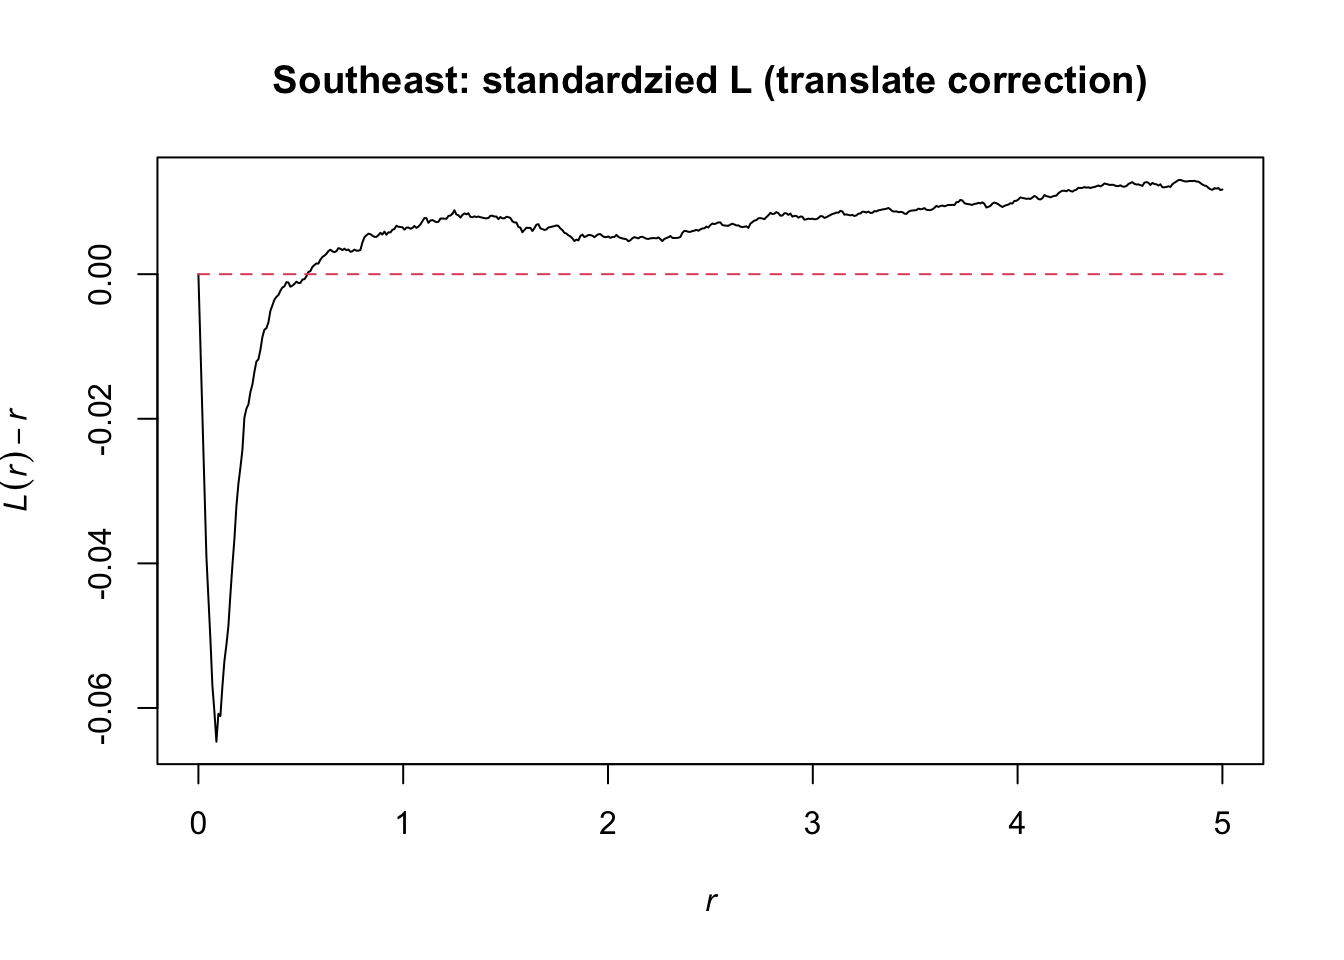 Southeast: standardzied L (translate correction)
L(r) − r
0.00
-0.02
-0.04
-0.06
0 1 2 3 4 5
r